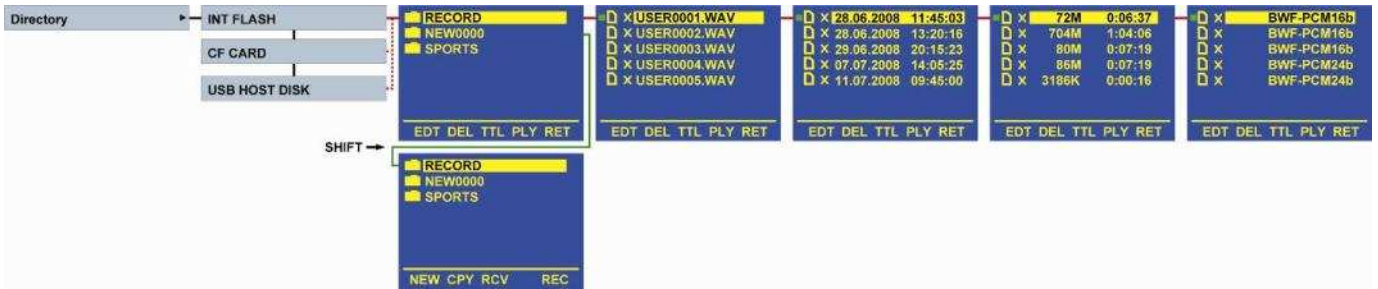 Directory
INT FLASH
CF CARD
USB HOST DISK
RECORD
NEW0000
SPORTS
EDT DEL TTL PLY RET
X USER0001.WAV
X USER0002.WAV
X USER0003.WAV
X USER0004.WAV
X USER0005.WAV
EDT DEL TTL PLY RET
X 28.06.2008 11:45:03
X 28.06.2008 13:20:16
X 29.06.2008 20:15:23
X 07.07.2008 14:05:25
X 11.07.2008 09:45:00
EDT DEL TTL PLY RET
X 72M 0:06:37
X 704M 1:04:06
X 80M 0:07:19
X 86M 0:07:19
X 3186K 0:00:16
EDT DEL TTL PLY RET
X BWF-PCM16b
X BWF-PCM16b
X BWF-PCM16b
X BWF-PCM24b
X BWF-PCM24b
EDT DEL TTL PLY RET
SHIFT
RECORD
NEW0000
SPORTS
NEW CPY RCV REC